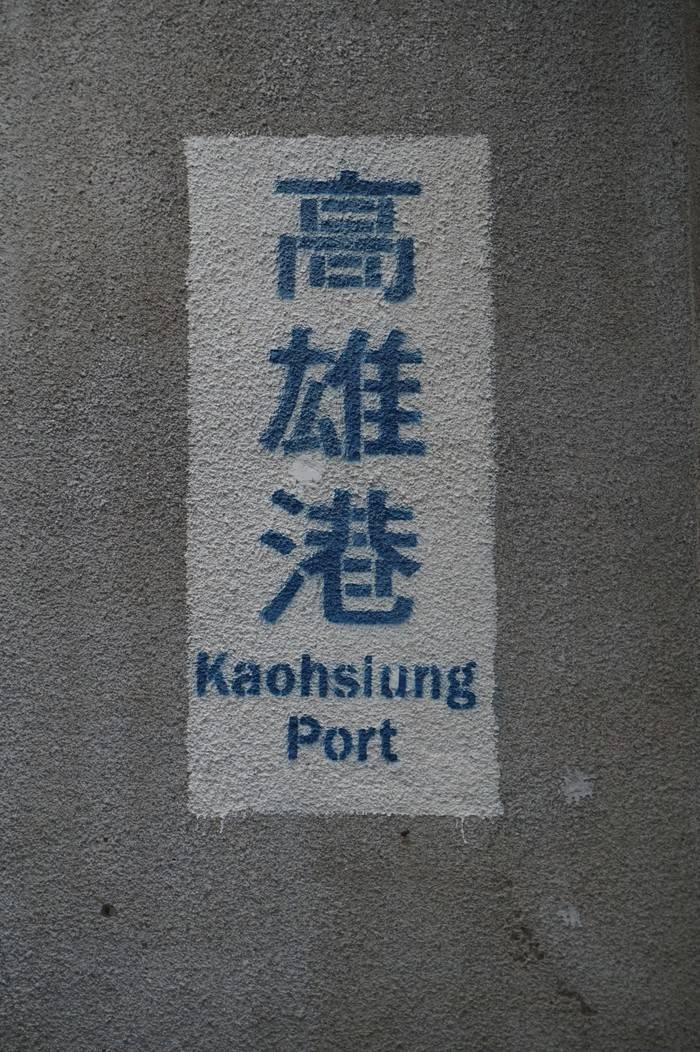 高雄港
Kaohsiung
Port